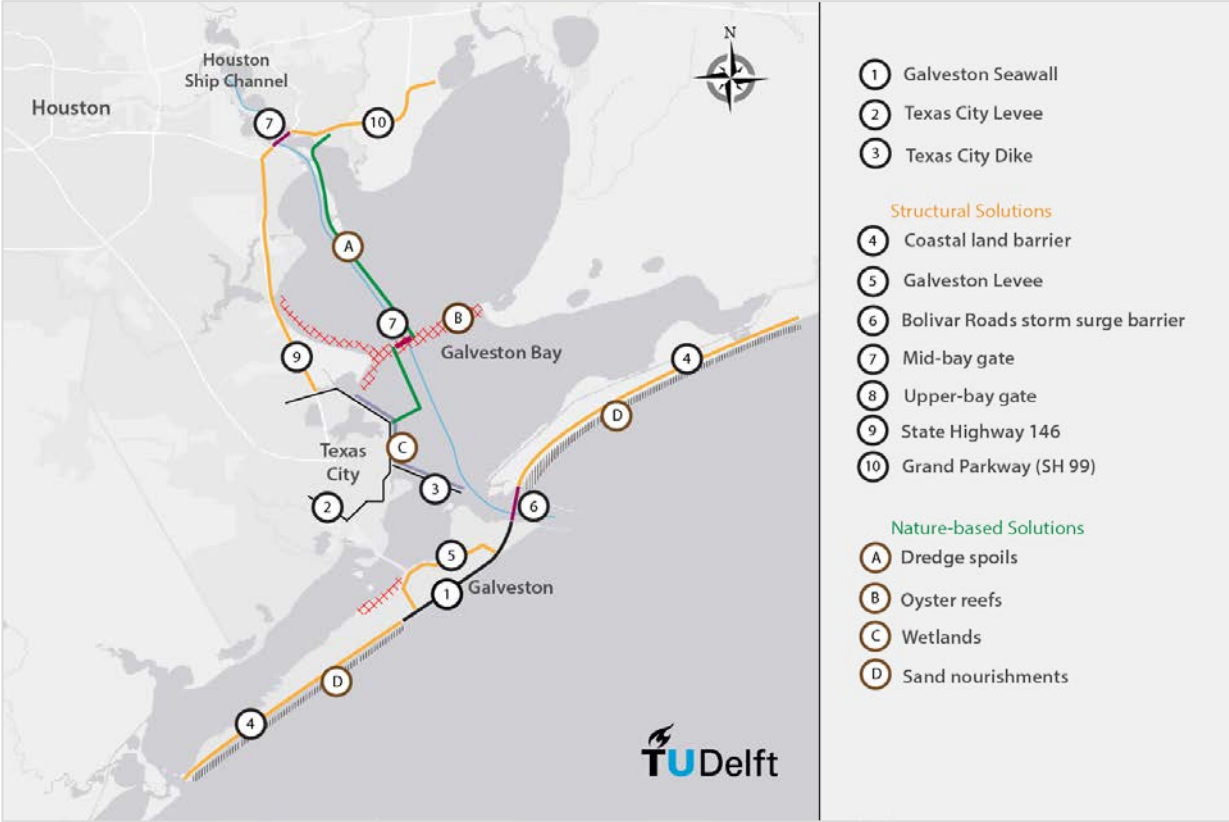 N
Houston
Ship Channel
Houston
7
10
A
7
B
Galveston Bay
9
4
D
Texas
City
C
3
2
6
5
1
Galveston
D
4
TUDelft
1 Galveston Seawall
2 Texas City Levee
3 Texas City Dike
Structural Solutions
4 Coastal land barrier
5 Galveston Levee
6 Bolivar Roads storm surge barrier
7 Mid-bay gate
8 Upper-bay gate
9 State Highway 146
10 Grand Parkway (SH 99)
Nature-based Solutions
A Dredge spoils
B Oyster reefs
C Wetlands
D Sand nourishments